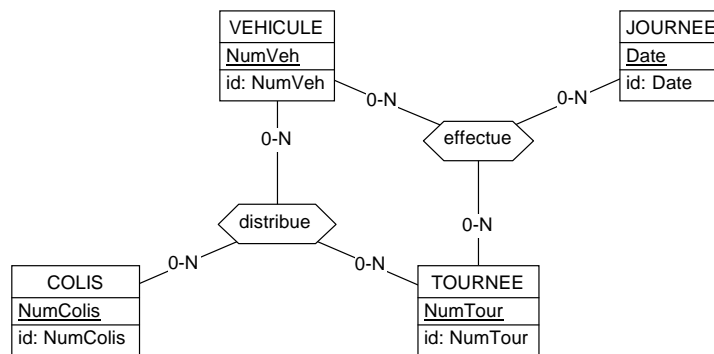 VEHICULE
NumVeh
id: NumVeh
JOURNEE
Date
id: Date
0-N
0-N
0-N
effectue
distribue
0-N
0-N
0-N
COLIS
NumColis
id: NumColis
TOURNEE
NumTour
id: NumTour